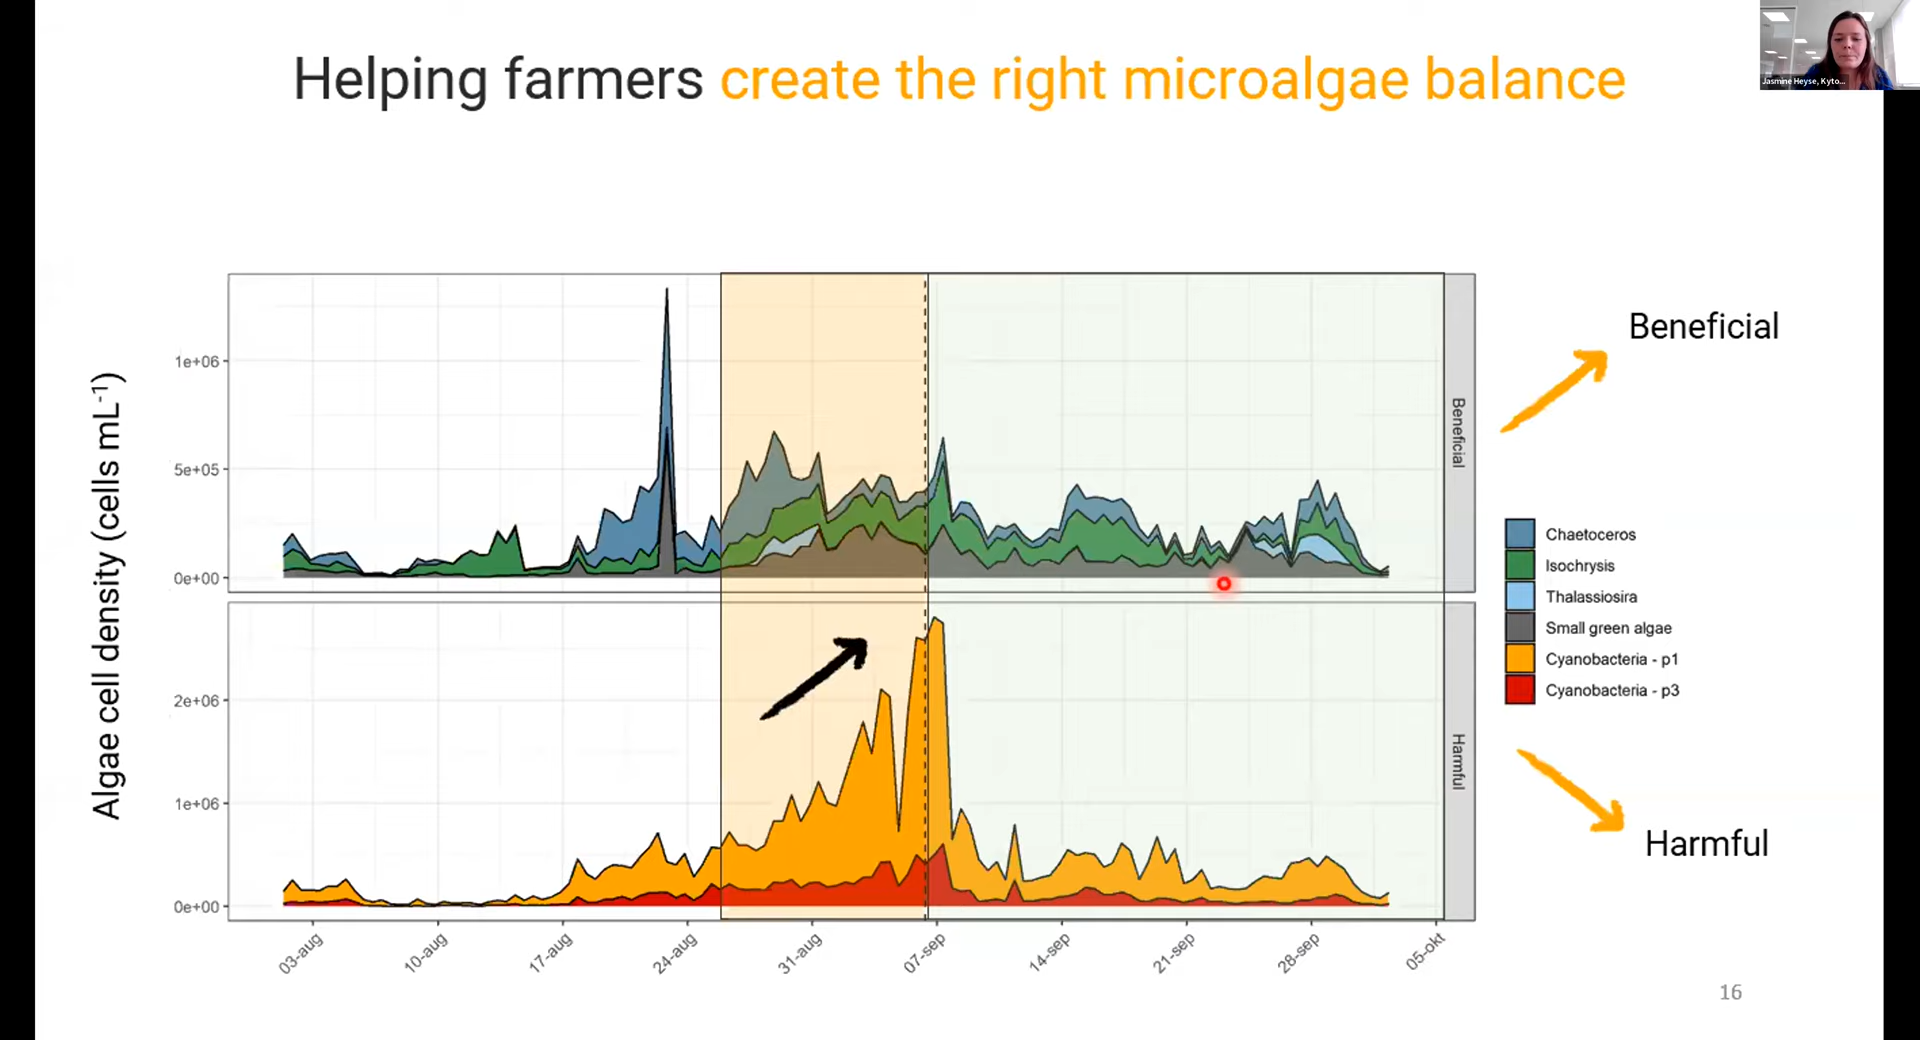 Helping farmers create the right microalgae balance
Jasmine Heyse, Kyto...
Algae cell density (cells mL⁻¹)
1e+06
5e+05
0e+00
Beneficial
2e+06
1e+06
0e+00
Harmful
03-aug
10-aug
17-aug
24-aug
31-aug
07-sep
14-sep
21-sep
28-sep
05-okt
Beneficial
Chaetoceros
Isochrysis
Thalassiosira
Small green algae
Cyanobacteria - p1
Cyanobacteria - p3
Harmful
16